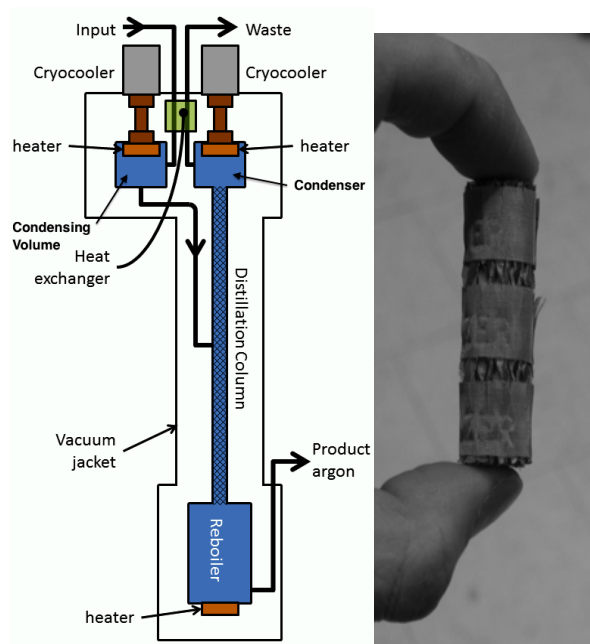 Input
Waste
Cryocooler
Cryocooler
heater
heater
Condenser
Condensing
Volume
Heat
exchanger
Distillation Column
Vacuum
jacket
Product
argon
Reboiler
heater